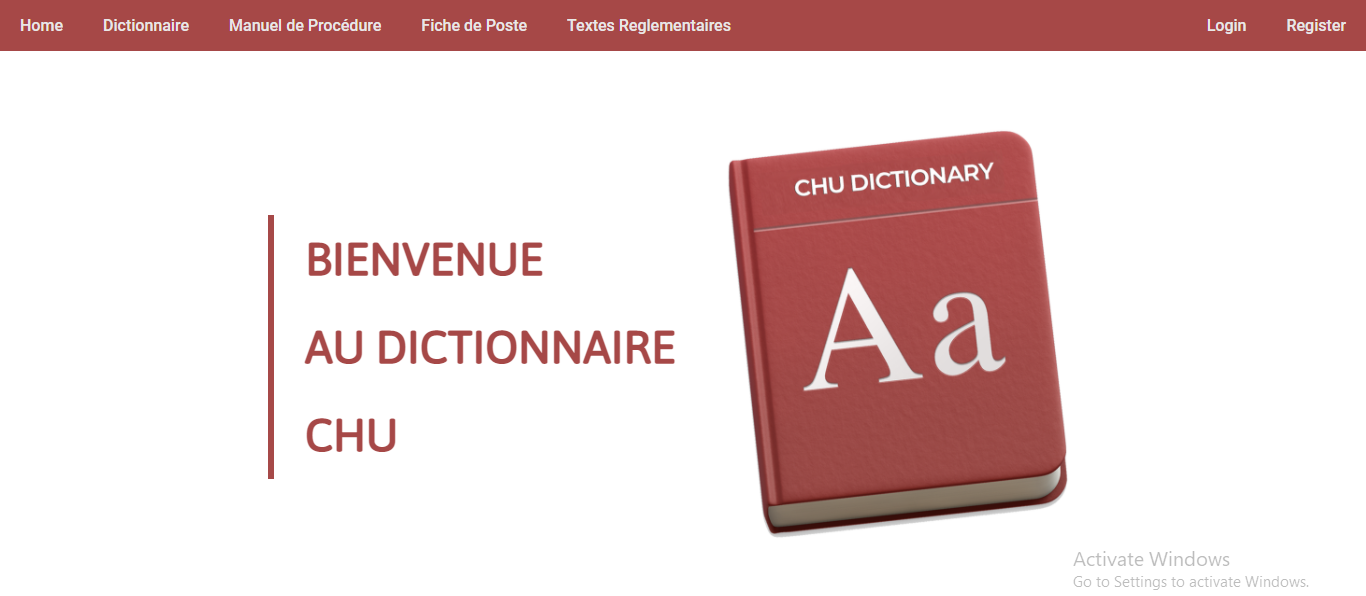 Home Dictionnaire Manuel de Procédure Fiche de Poste Textes Reglementaires Login Register
BIENVENUE
AU DICTIONNAIRE
CHU
CHU DICTIONARY
Aa
Activate Windows
Go to Settings to activate Windows.